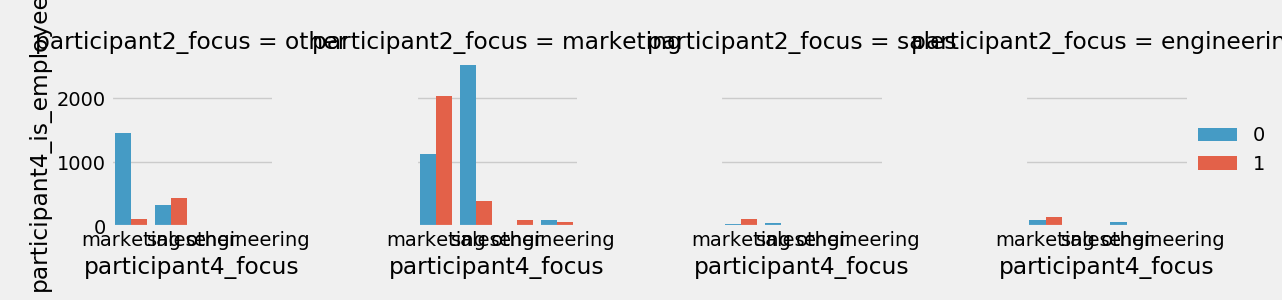 participant2_focus = other
participant2_focus = marketing
participant2_focus = sales
participant2_focus = engineerin
participant4_is_employee
2000
1000
0
marketing sales other engineering
marketing sales other engineering
marketing sales other engineering
marketing sales other engineering
participant4_focus
participant4_focus
participant4_focus
participant4_focus
0
1